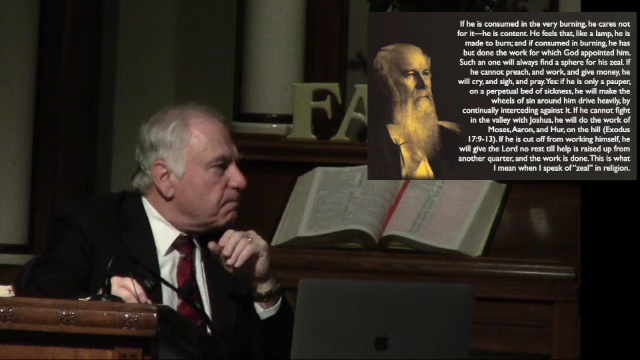 If he is consumed in the very burning, he cares not
for it—he is content. He feels that, like a lamp, he is
made to burn; and if consumed in burning, he has
but done the work for which God appointed him.
Such an one will always find a sphere for his zeal. If
he cannot preach, and work, and give money, he
will cry, and sigh, and pray. Yes: if he is only a pauper,
on a perpetual bed of sickness, he will make the
wheels of sin around him drive heavily, by
continually interceding against it. If he cannot fight
in the valley with Joshua, he will do the work of
Moses, Aaron, and Hur, on the hill (Exodus
17:9-13). If he is cut off from working himself, he
will give the Lord no rest till help is raised up from
another quarter, and the work is done. This is what
I mean when I speak of "zeal" in religion.
FA